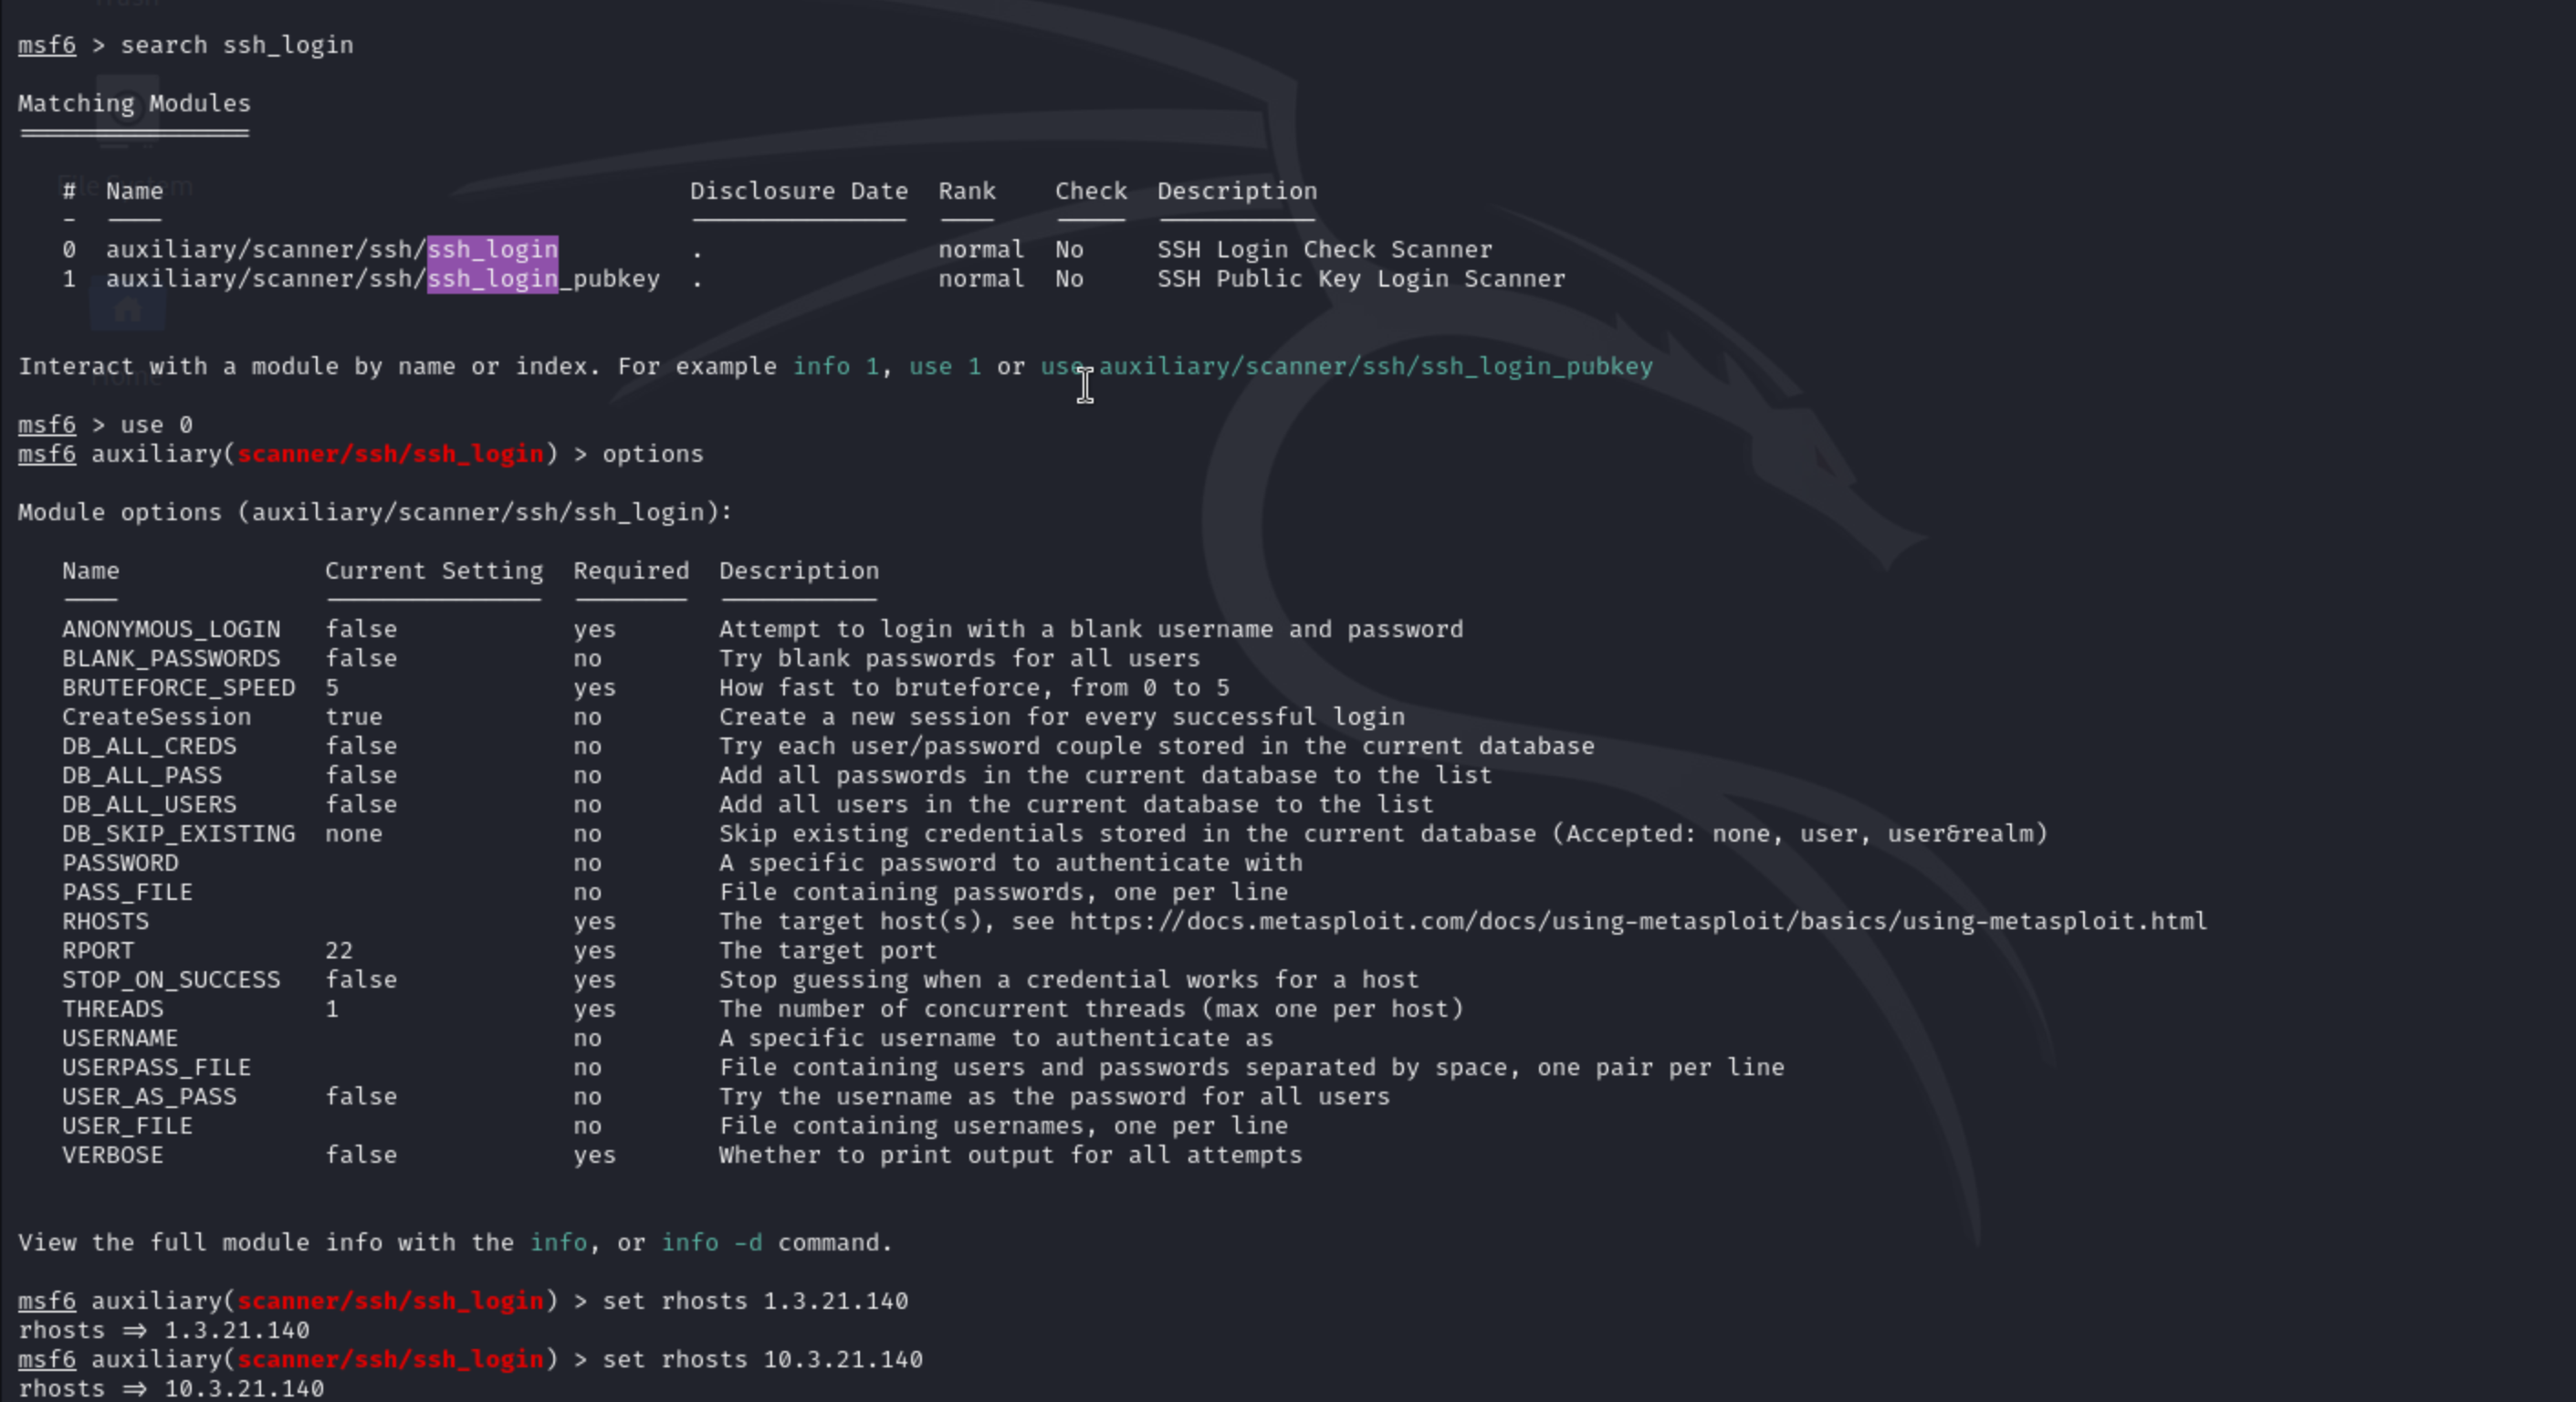 Trash
msf6 > search ssh_login
Matching Modules
================
File System
#  Name                                    Disclosure Date  Rank    Check  Description
-  ----                                    ---------------  ----    -----  -----------
0  auxiliary/scanner/ssh/ssh_login         .                normal  No     SSH Login Check Scanner
1  auxiliary/scanner/ssh/ssh_login_pubkey  .                normal  No     SSH Public Key Login Scanner
Interact with a module by name or index. For example info 1, use 1 or use auxiliary/scanner/ssh/ssh_login_pubkey
Home
msf6 > use 0
msf6 auxiliary(scanner/ssh/ssh_login) > options
Module options (auxiliary/scanner/ssh/ssh_login):
Name              Current Setting  Required  Description
----              ---------------  --------  -----------
ANONYMOUS_LOGIN   false            yes       Attempt to login with a blank username and password
BLANK_PASSWORDS   false            no        Try blank passwords for all users
BRUTEFORCE_SPEED  5                yes       How fast to bruteforce, from 0 to 5
CreateSession     true             no        Create a new session for every successful login
DB_ALL_CREDS      false            no        Try each user/password couple stored in the current database
DB_ALL_PASS       false            no        Add all passwords in the current database to the list
DB_ALL_USERS      false            no        Add all users in the current database to the list
DB_SKIP_EXISTING  none             no        Skip existing credentials stored in the current database (Accepted: none, user, user&realm)
PASSWORD                           no        A specific password to authenticate with
PASS_FILE                          no        File containing passwords, one per line
RHOSTS                             yes       The target host(s), see https://docs.metasploit.com/docs/using-metasploit/basics/using-metasploit.html
RPORT             22               yes       The target port
STOP_ON_SUCCESS   false            yes       Stop guessing when a credential works for a host
THREADS           1                yes       The number of concurrent threads (max one per host)
USERNAME                           no        A specific username to authenticate as
USERPASS_FILE                      no        File containing users and passwords separated by space, one pair per line
USER_AS_PASS      false            no        Try the username as the password for all users
USER_FILE                          no        File containing usernames, one per line
VERBOSE           false            yes       Whether to print output for all attempts
View the full module info with the info, or info -d command.
msf6 auxiliary(scanner/ssh/ssh_login) > set rhosts 1.3.21.140
rhosts => 1.3.21.140
msf6 auxiliary(scanner/ssh/ssh_login) > set rhosts 10.3.21.140
rhosts => 10.3.21.140